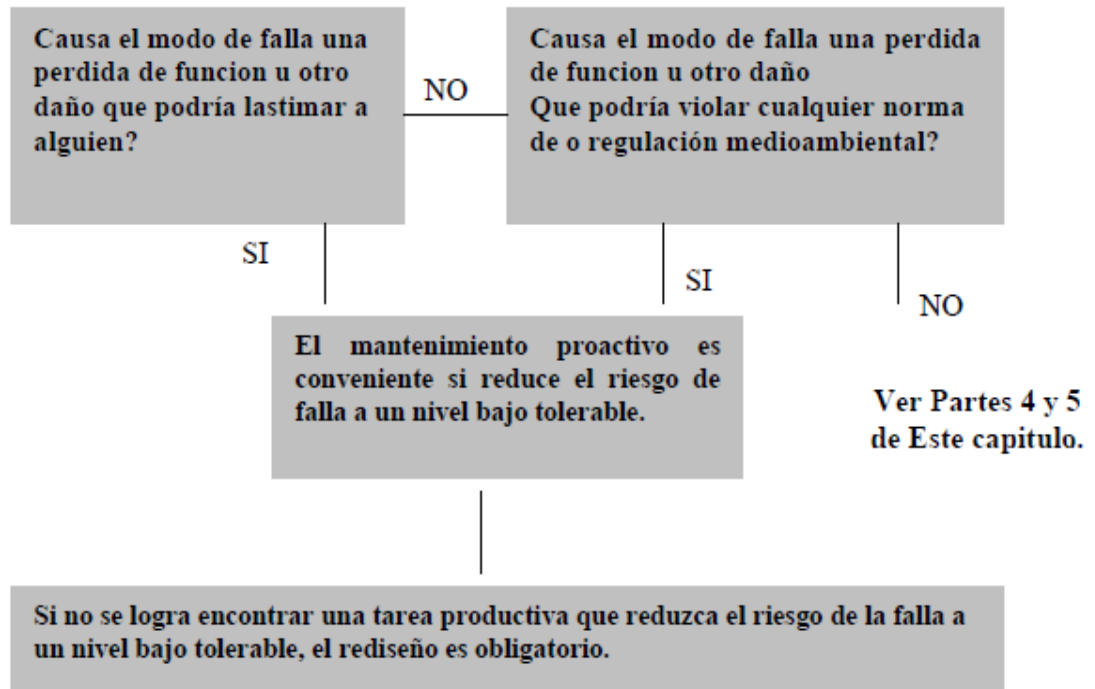 Causa el modo de falla una
perdida de funcion u otro
daño que podría lastimar a
alguien?
NO
Causa el modo de falla una perdida
de funcion u otro daño
Que podría violar cualquier norma
de o regulación medioambiental?
SI
SI
NO
El mantenimiento proactivo es
conveniente si reduce el riesgo de
falla a un nivel bajo tolerable.
Ver Partes 4 y 5
de Este capitulo.
Si no se logra encontrar una tarea productiva que reduzca el riesgo de la falla a
un nivel bajo tolerable, el rediseño es obligatorio.